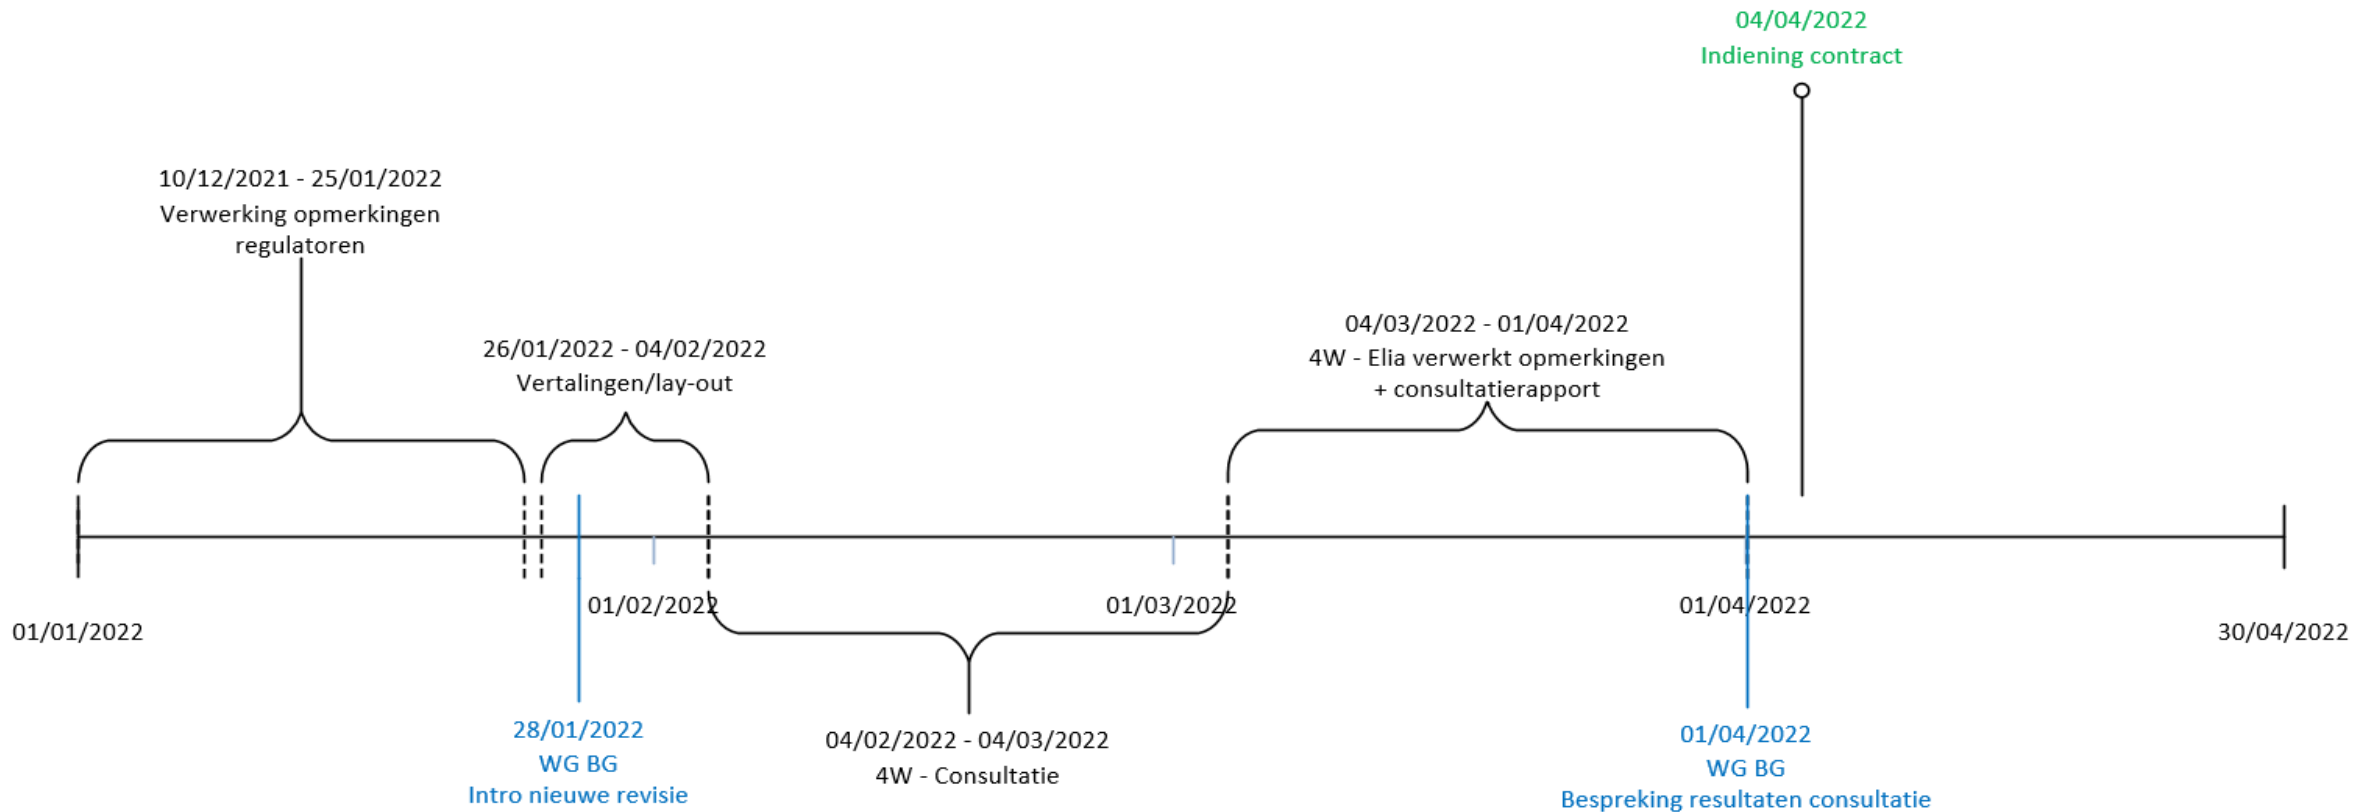 04/04/2022
Indiening contract
10/12/2021 - 25/01/2022
Verwerking opmerkingen
regulatoren
26/01/2022 - 04/02/2022
Vertalingen/lay-out
04/03/2022 - 01/04/2022
4W - Elia verwerkt opmerkingen
+ consultatierapport
01/01/2022
01/02/2022
01/03/2022
01/04/2022
30/04/2022
28/01/2022
WG BG
Intro nieuwe revisie
04/02/2022 - 04/03/2022
4W - Consultatie
01/04/2022
WG BG
Bespreking resultaten consultatie